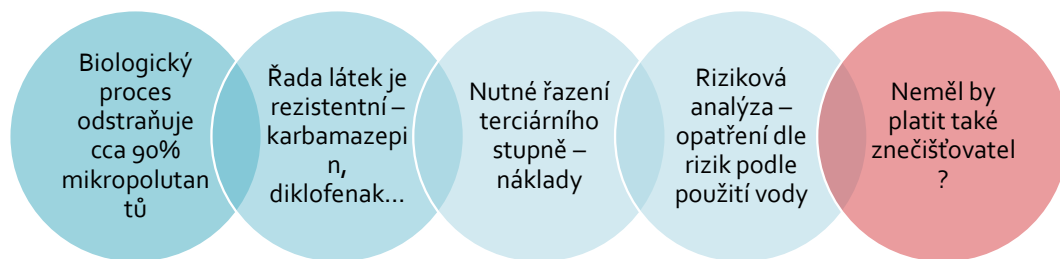 Biologický
proces
odstraňuje
cca 90%
mikropolutan
tů
Řada látek je
rezistentní –
karbamazepi
n,
diklofenak...
Nutné řazení
terciárního
stupně –
náklady
Riziková
analýza –
opatření dle
rizik podle
použití vody
Neměl by
platit také
znečišťovatel
?